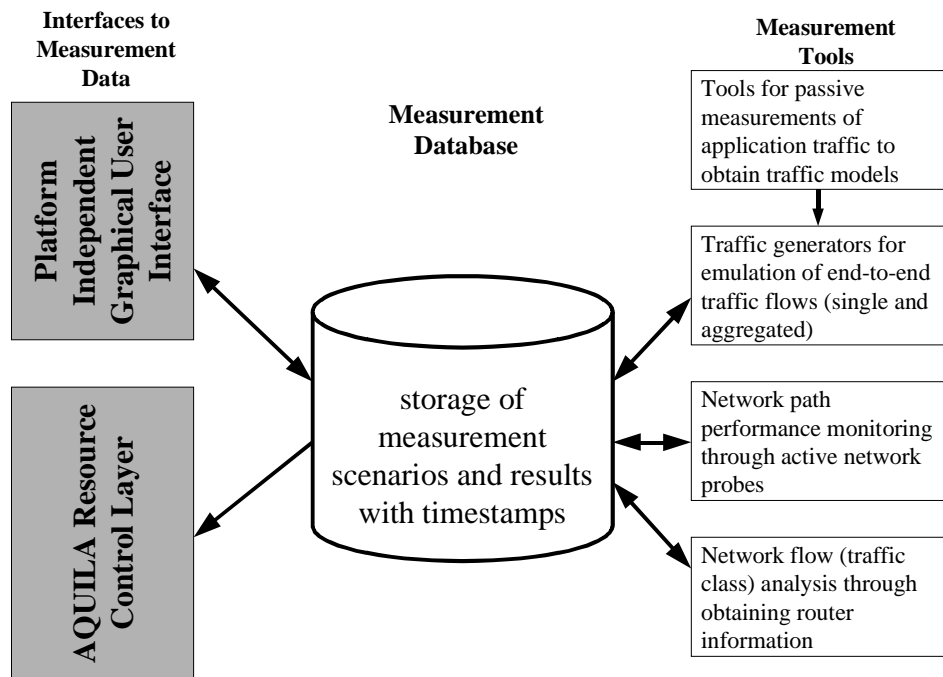 Interfaces to
Measurement
Data
Platform
Independent
Graphical User
Interface
AQUILA Resource
Control Layer
Measurement
Database
storage of
measurement
scenarios and results
with timestamps
Measurement
Tools
Tools for passive
measurements of
application traffic to
obtain traffic models
Traffic generators for
emulation of end-to-end
traffic flows (single and
aggregated)
Network path
performance monitoring
through active network
probes
Network flow (traffic
class) analysis through
obtaining router
information